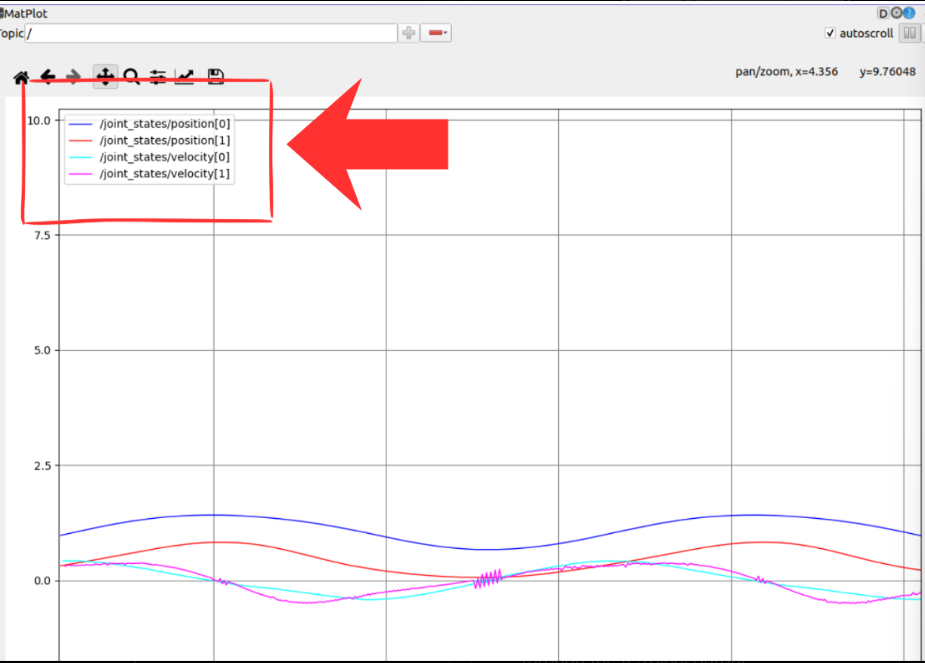 MatPlot
D
Topic /
autoscroll
pan/zoom, x=4.356 y=9.76048
10.0
/joint_states/position[0]
/joint_states/position[1]
/joint_states/velocity[0]
/joint_states/velocity[1]
7.5
5.0
2.5
0.0